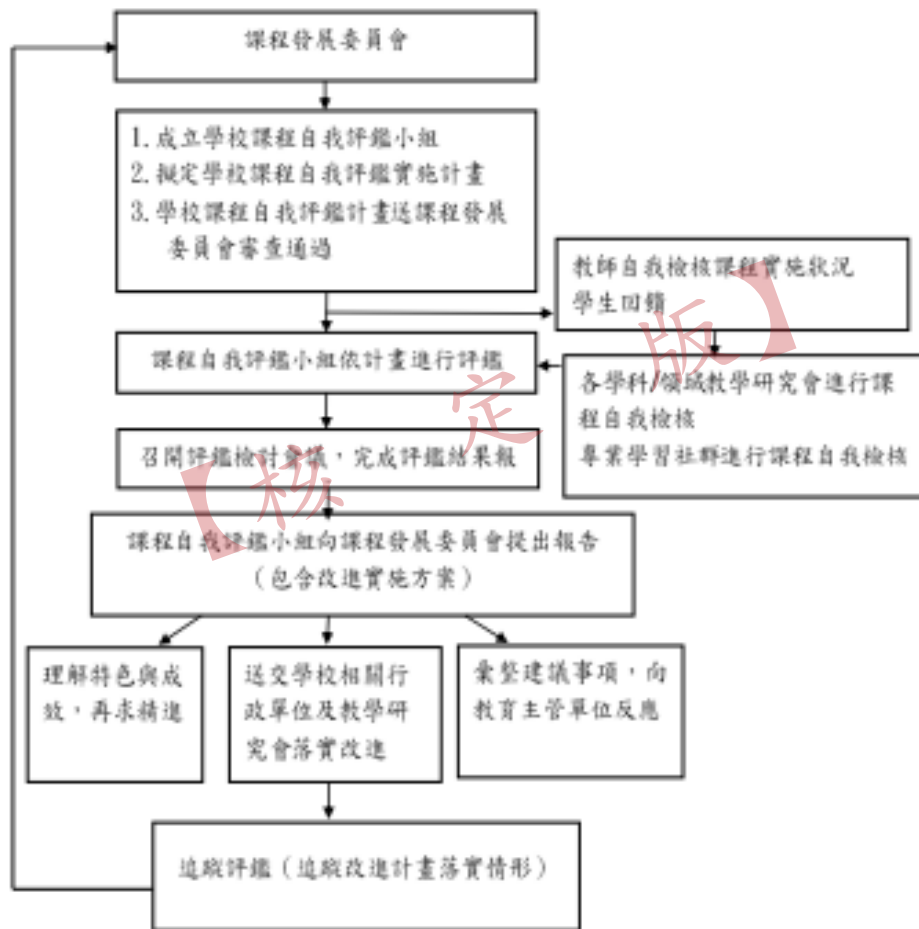 課程發展委員會
1.成立學校課程自我評鑑小組
2.擬定學校課程自我評鑑實施計畫
3.學校課程自我評鑑計畫送課程發展
委員會審查通過
教師自我檢核課程實施狀況
學生回饋
課程自我評鑑小組依計畫進行評鑑
各學科/領域教學研究會進行課
程自我檢核
專業學習社群進行課程自我檢核
召開評鑑檢討會議，完成評鑑結果報
課程自我評鑑小組向課程發展委員會提出報告
（包含改進實施方案）
理解特色與成
效，再求精進
送交學校相關行
政單位及教學研
究會落實改進
彙整建議事項，向
教育主管單位反應
追蹤評鑑（追蹤改進計畫落實情形）
【核定版】